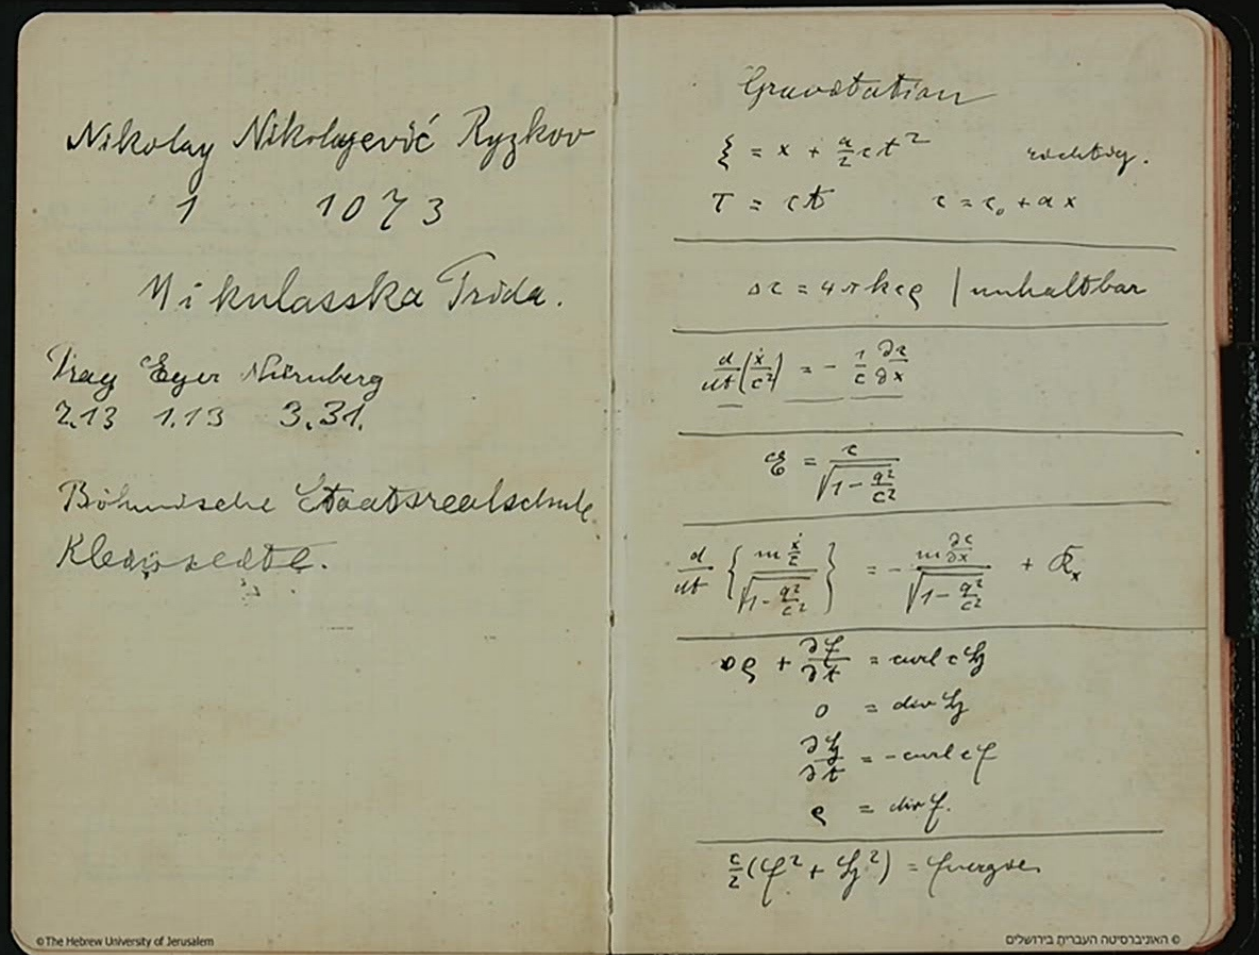 Nikolay Nikolajević Ryzkov
1 1073
Mikulasska Trida.
Prag Eger Nürnberg
2.13 1.13 3.31.
Böhmische Staatsrealschule
Gravitation
ξ = x + a/2 c t² richtig.
τ = ct c = c₀ + ax
Δc = 4πkcρ | unhaltbar
d/dt (ẋ/c²) = - 1/c ∂c/∂x
𝔈 = c / √(1 - q²/c²)
d/dt { m ẋ/c / √(1 - q²/c²) } = - m ∂c/∂x / √(1 - q²/c²) + 𝔎ₓ
𝔳ρ + ∂𝔈/∂t = curl c 𝔥
0 = div 𝔥
∂𝔥/∂t = - curl c 𝔈
ρ = div 𝔈.
c/2 (𝔈² + 𝔥²) = Energie
© The Hebrew University of Jerusalem
© האוניברסיטה העברית בירושלים